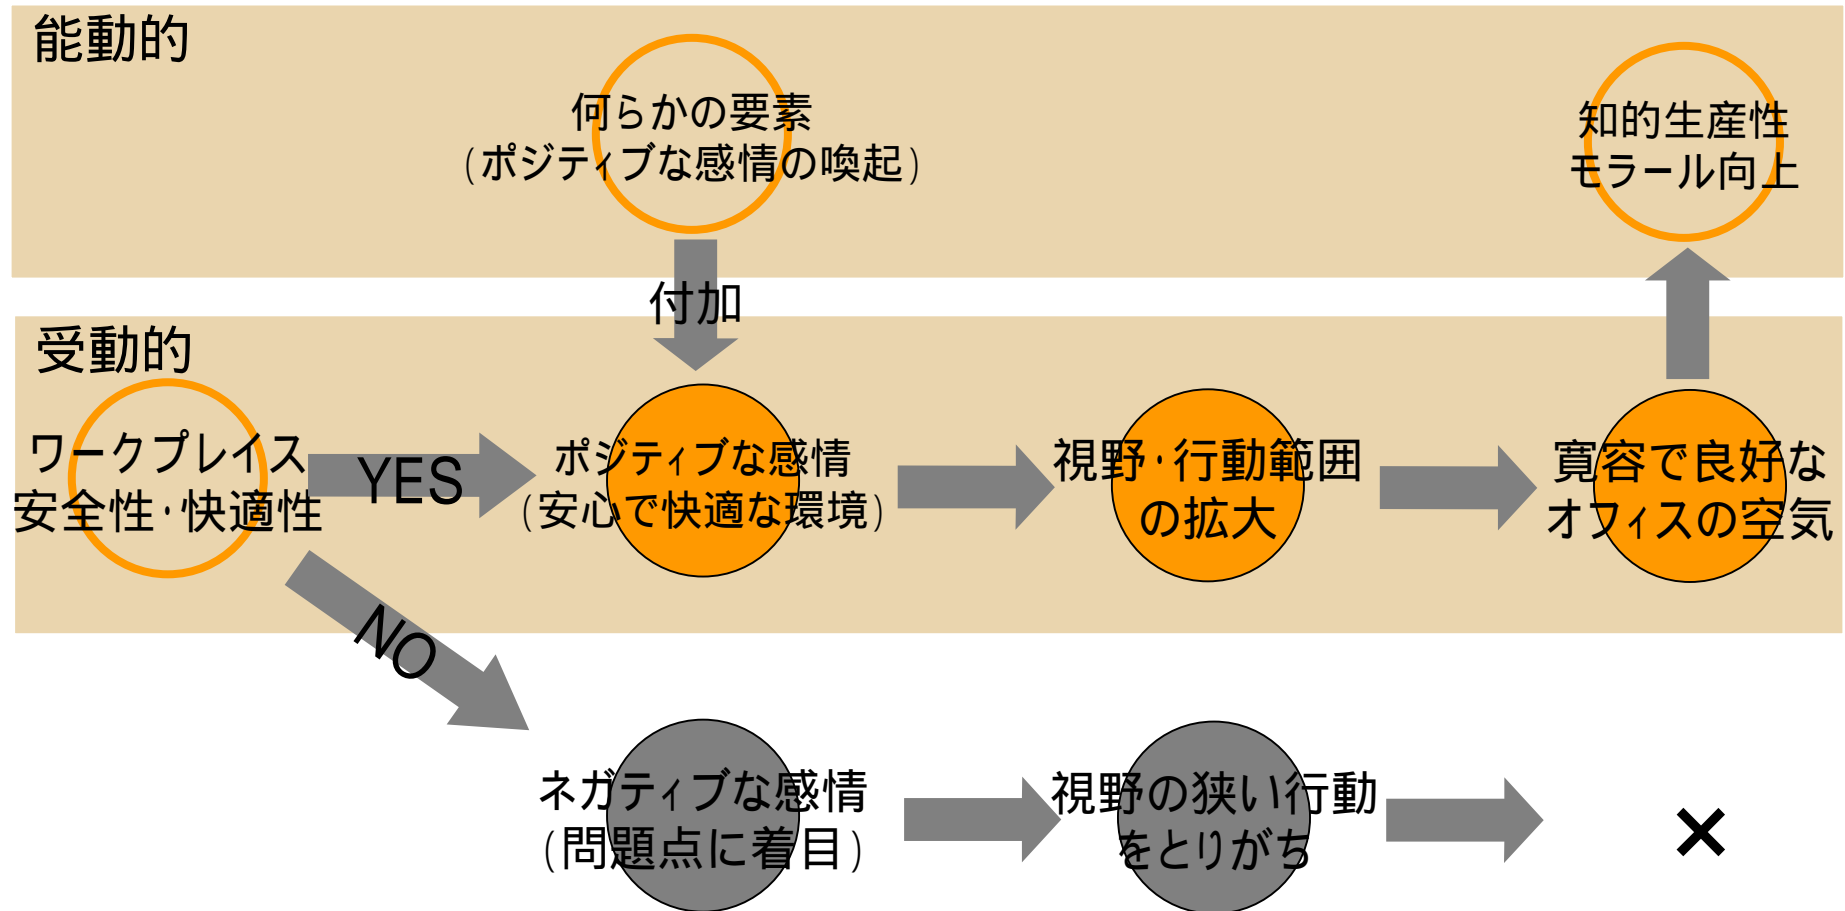 能動的
何らかの要素
(ポジティブな感情の喚起)
知的生産性
モラール向上
付加
受動的
ワークプレイス
安全性・快適性
YES
ポジティブな感情
(安心で快適な環境)
視野・行動範囲
の拡大
寛容で良好な
オフィスの空気
NO
ネガティブな感情
(問題点に着目)
視野の狭い行動
をとりがち
×